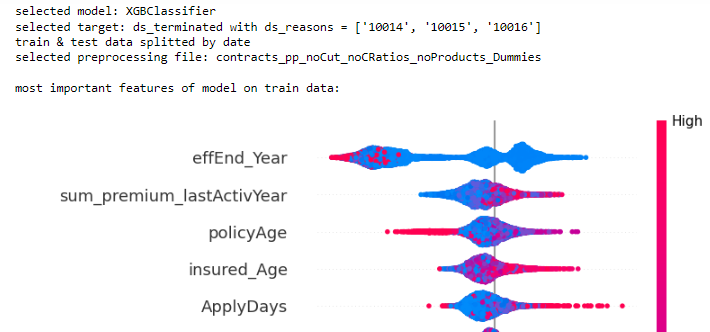 selected model: XGBClassifier
selected target: ds_terminated with ds_reasons = ['10014', '10015', '10016']
train & test data splitted by date
selected preprocessing file: contracts_pp_noCut_noCRatios_noProducts_Dummies
most important features of model on train data:
High
effEnd_Year
sum_premium_lastActivYear
policyAge
insured_Age
ApplyDays